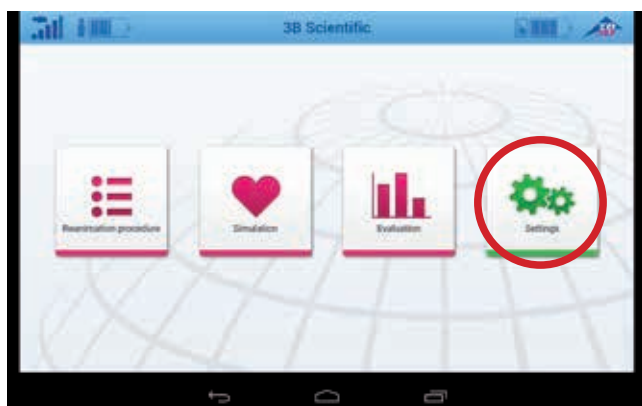 3B Scientific
Reanimation procedure
Simulation
Evaluation
Settings